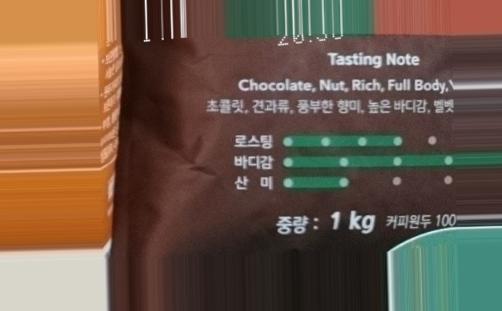 Tasting Note
Chocolate, Nut, Rich, Full Body,
초콜릿, 견과류, 풍부한 향미, 높은 바디감, 벨벳
로스팅
바디감
산 미
중량 : 1 kg 커피원두 100